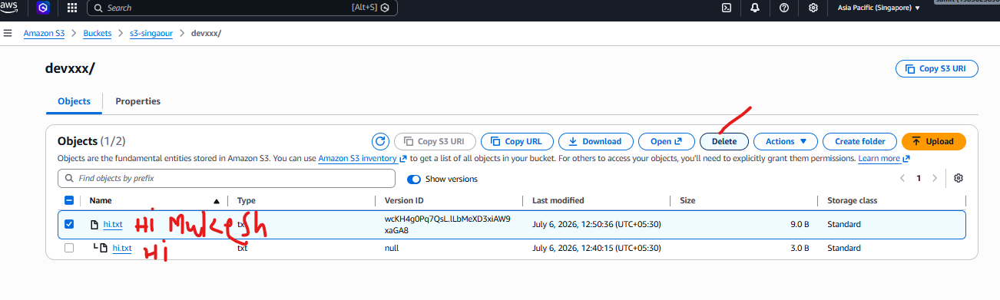 aws Search [Alt+S] Asia Pacific (Singapore)
Amazon S3 > Buckets > s3-singaour > devxxx/
devxxx/
Copy S3 URI
Objects Properties
Objects (1/2) Copy S3 URI Copy URL Download Open Delete Actions Create folder Upload
Objects are the fundamental entities stored in Amazon S3. You can use Amazon S3 inventory to get a list of all objects in your bucket. For others to access your objects, you'll need to explicitly grant them permissions. Learn more
Find objects by prefix Show versions 1
Name Type Version ID Last modified Size Storage class
hi.txt Hi Mukesh txt wcKH4g0Pq7QsL.lLbMeXD3xiAW9 July 6, 2026, 12:50:36 (UTC+05:30) 9.0 B Standard
xaGA8
hi.txt Hi txt null July 6, 2026, 12:40:15 (UTC+05:30) 3.0 B Standard